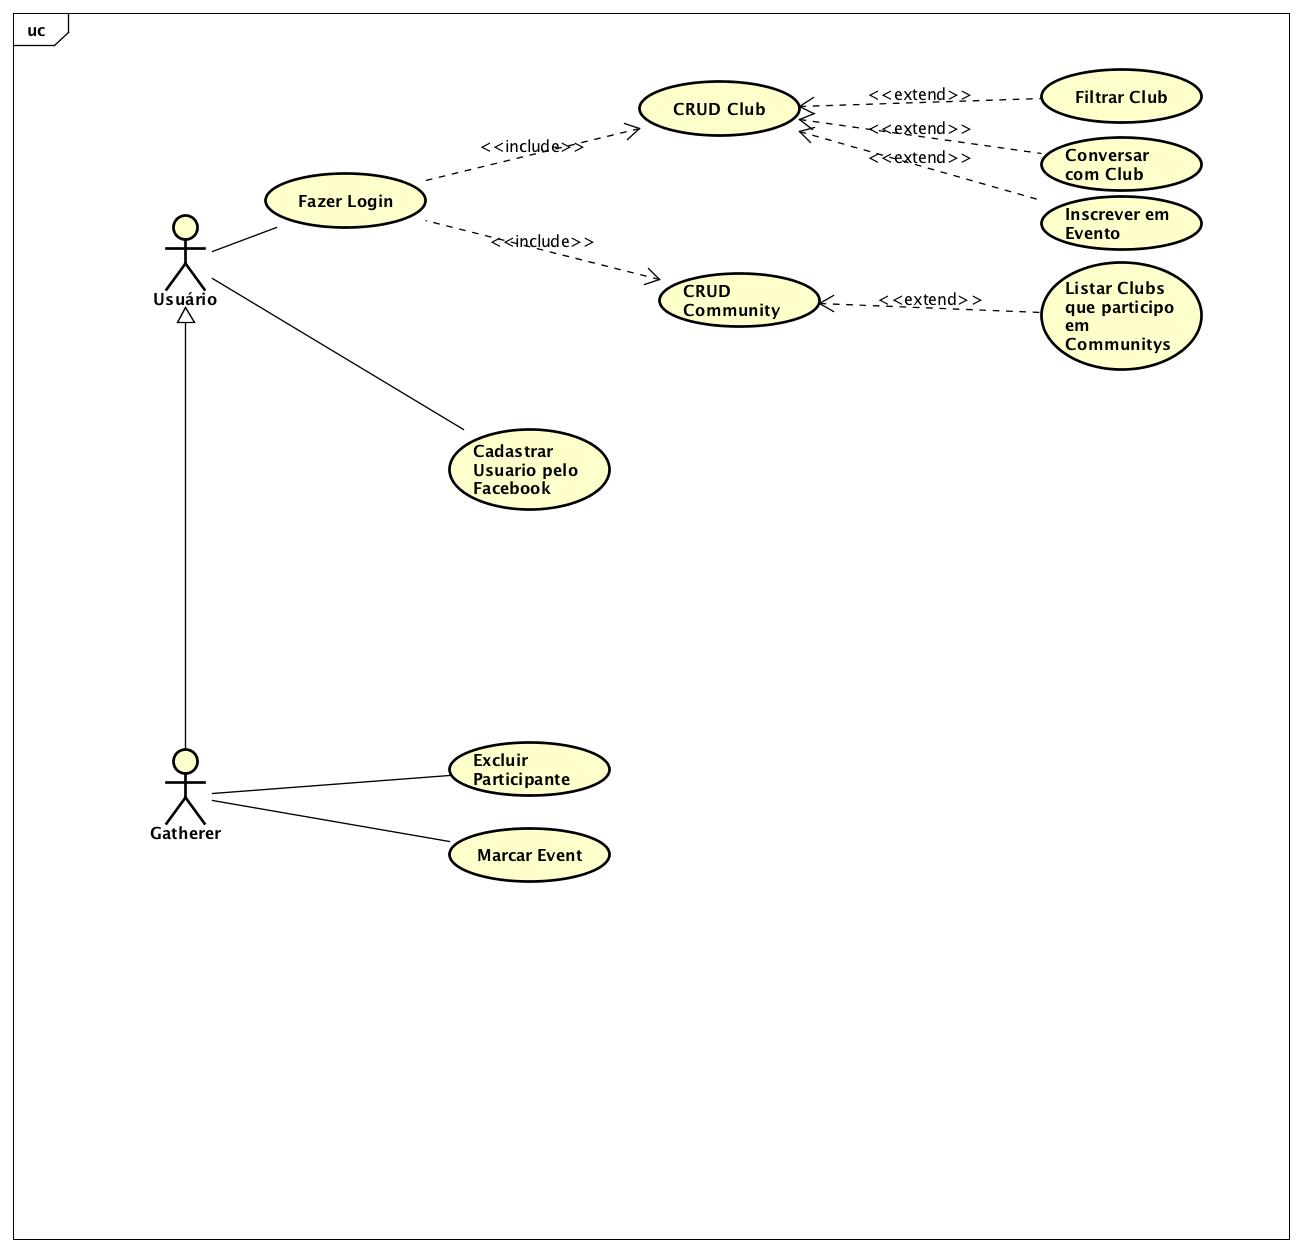 uc
CRUD Club
<<extend>>
Filtrar Club
<<extend>>
Conversar
com Club
<<include>>
<<extend>>
Fazer Login
Inscrever em
Evento
<<include>>
Usuário
CRUD
Community
<<extend>>
Listar Clubs
que participo
em
Communitys
Cadastrar
Usuario pelo
Facebook
Excluir
Participante
Gatherer
Marcar Event